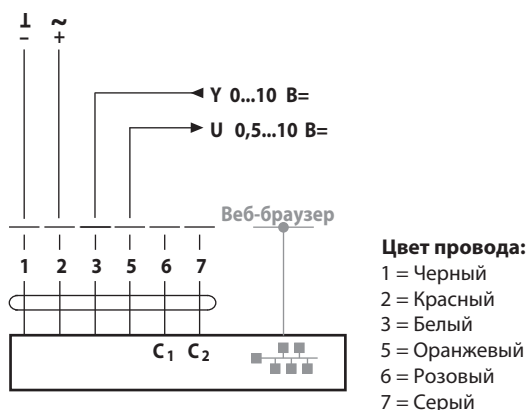 ⊥ ~
– +
Y 0...10 В=
U 0,5...10 В=
Веб-браузер
1 2 3 5 6 7
C1 C2
Цвет провода:
1 = Черный
2 = Красный
3 = Белый
5 = Оранжевый
6 = Розовый
7 = Серый